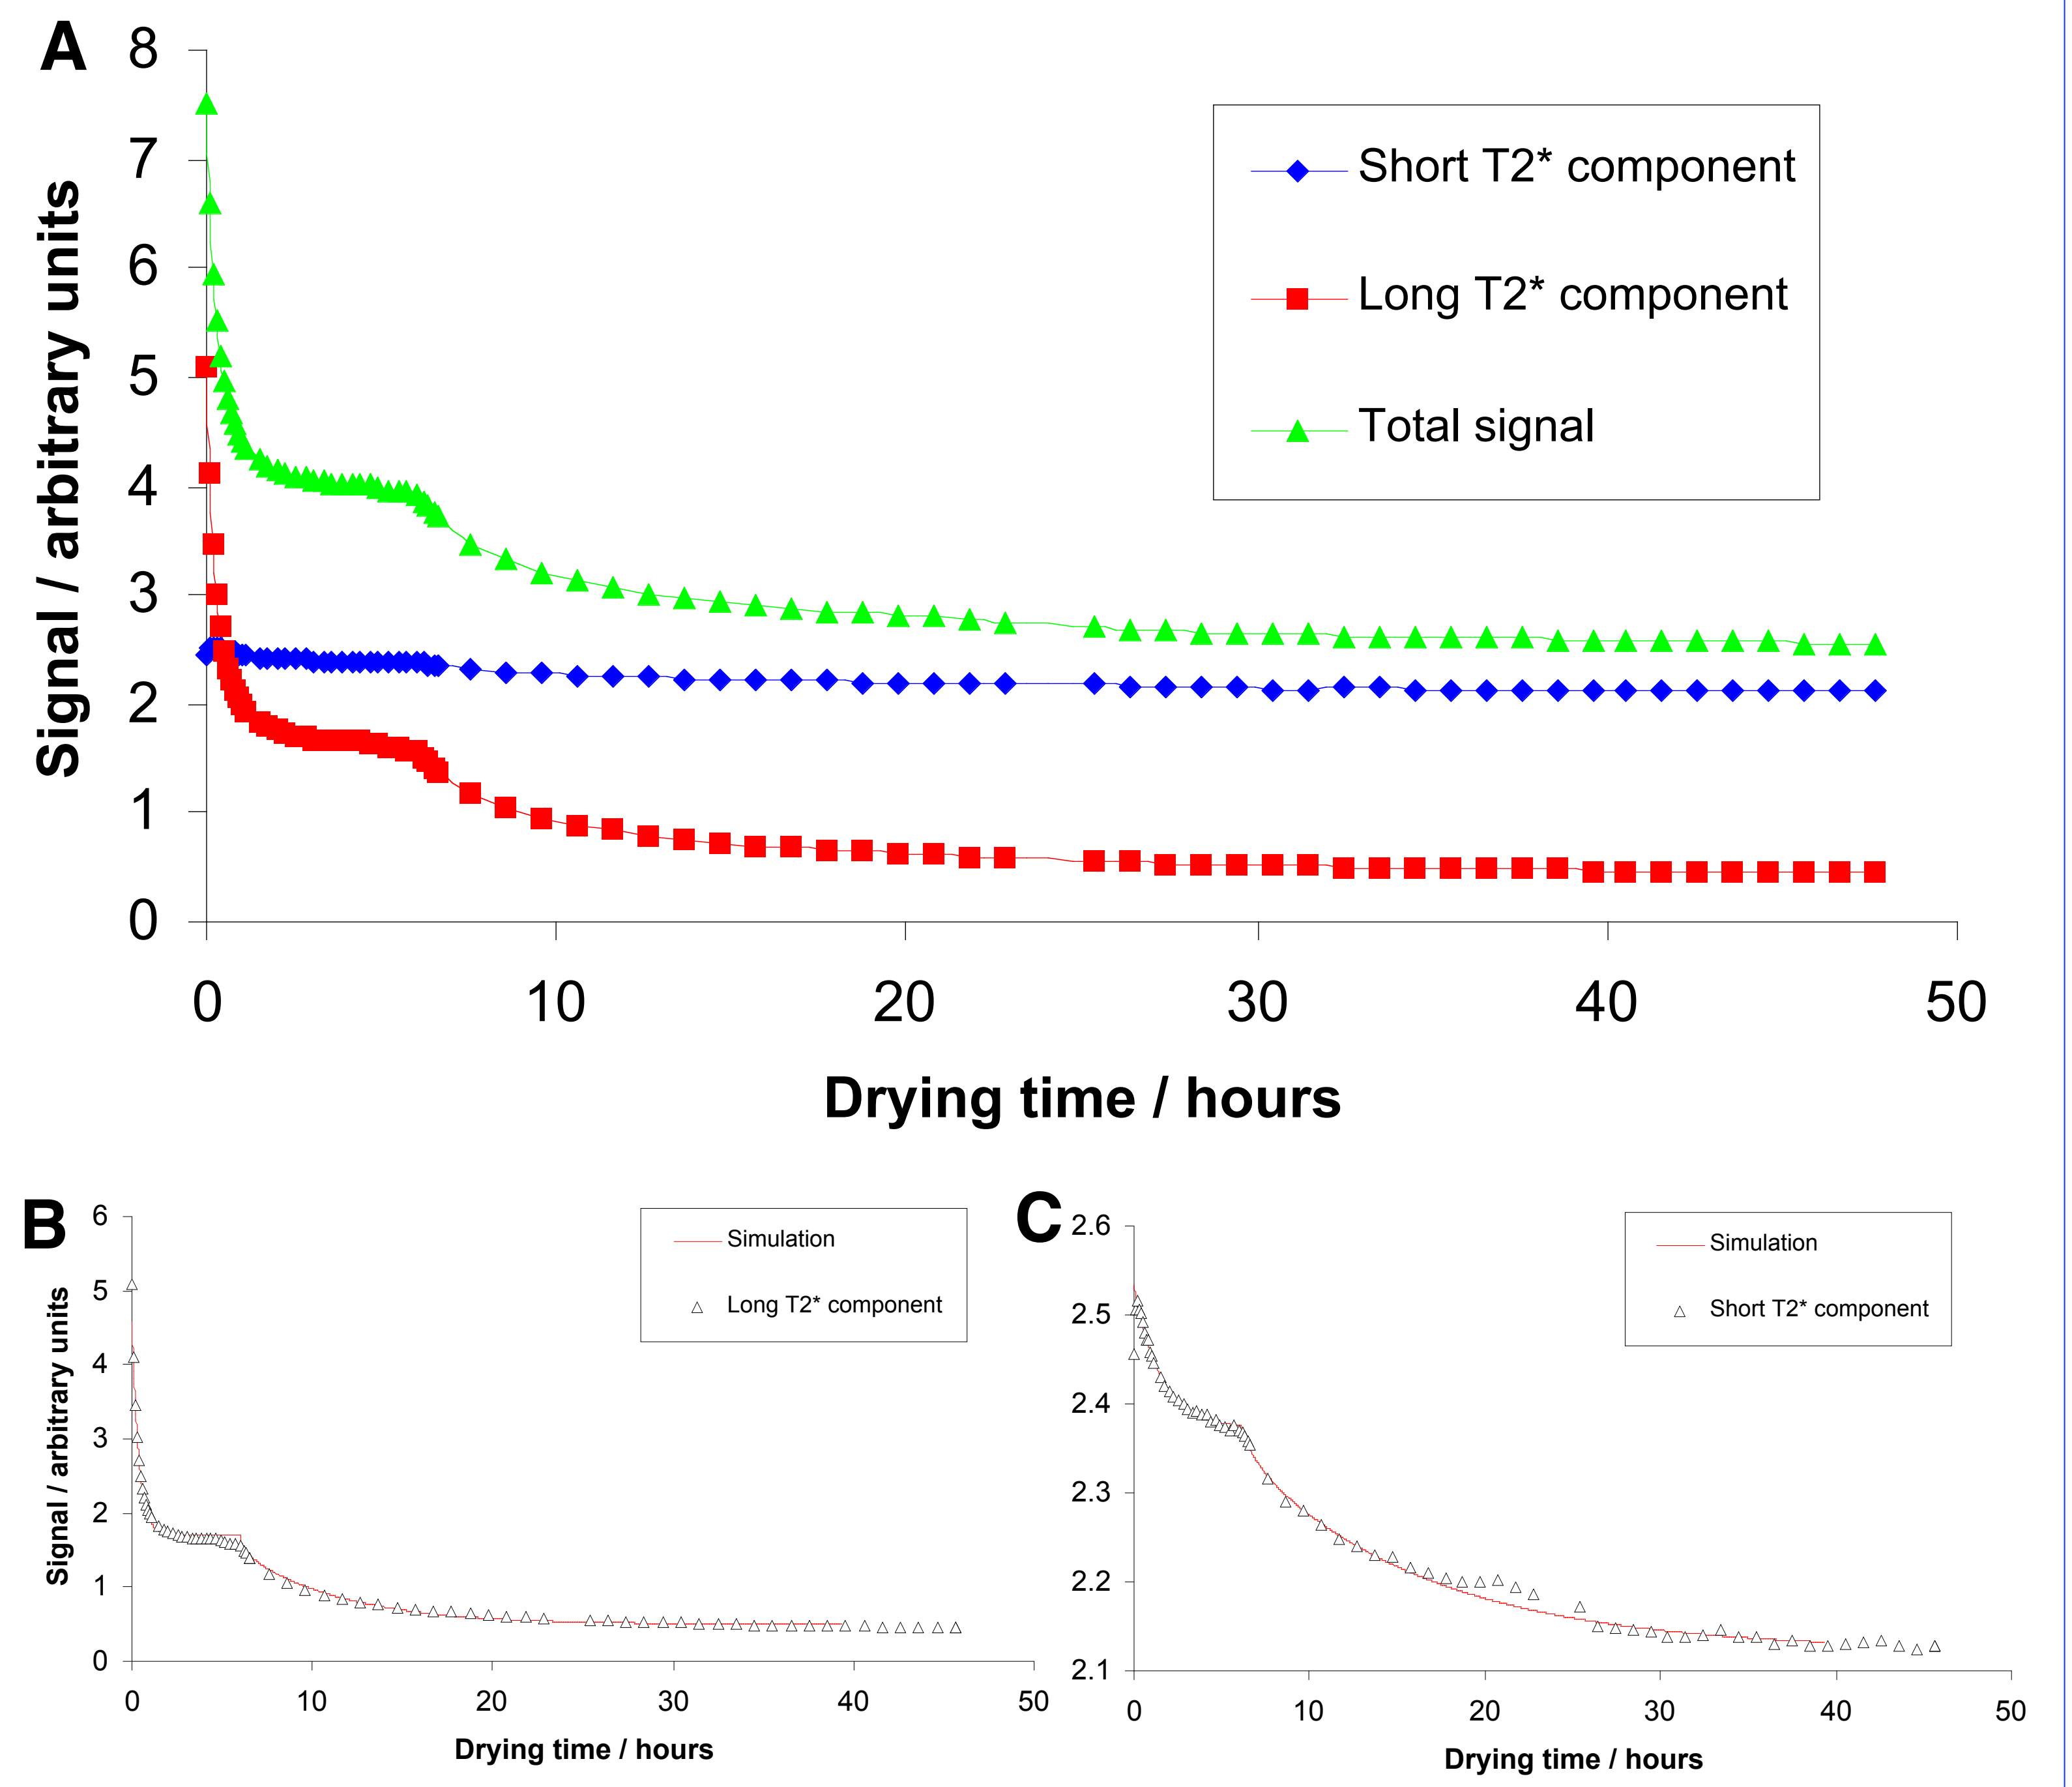 A
8
7
6
5
4
3
2
1
0
Signal / arbitrary units
Short T2* component
Long T2* component
Total signal
0 10 20 30 40 50
Drying time / hours
B
6
5
4
3
2
1
0
Signal / arbitrary units
Simulation
Long T2* component
0 10 20 30 40 50
Drying time / hours
C
2.6
2.5
2.4
2.3
2.2
2.1
Simulation
Short T2* component
0 10 20 30 40 50
Drying time / hours